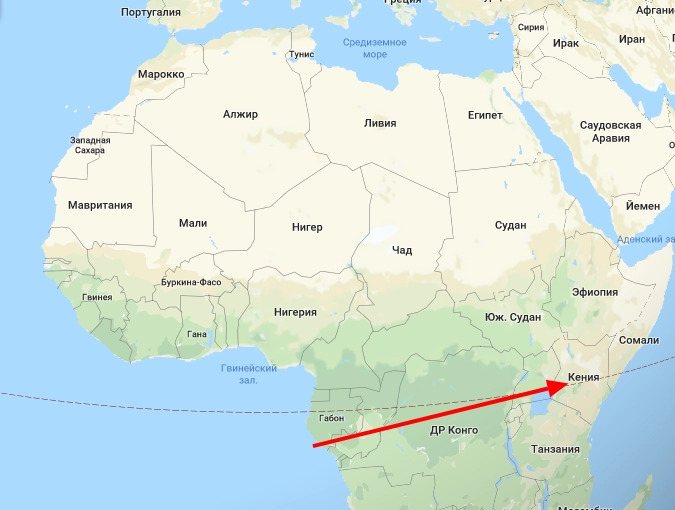 Португалия
Греция
Сирия
Ирак
Иран
Тунис
Средиземное
море
Марокко
Алжир
Ливия
Египет
Саудовская
Аравия
Западная
Сахара
Мавритания
Мали
Нигер
Чад
Судан
Йемен
Аденский за
Буркина-Фасо
Гвинея
Нигерия
Гана
Эфиопия
Юж. Судан
Сомали
Гвинейский
зал.
Кения
Габон
ДР Конго
Танзания